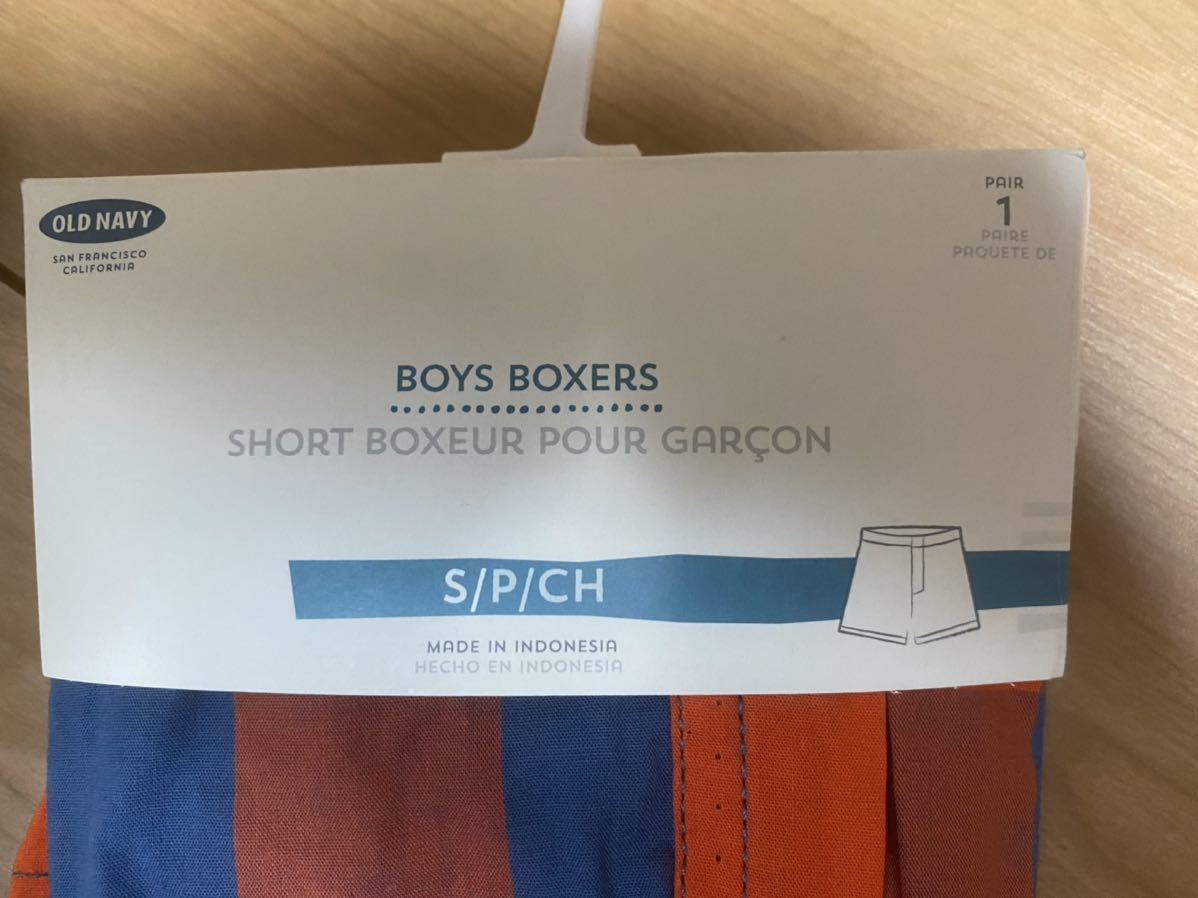 OLD NAVY
SAN FRANCISCO
CALIFORNIA
PAIR
1
PAIRE
PAQUETE DE
BOYS BOXERS
SHORT BOXEUR POUR GARÇON
S/P/CH
MADE IN INDONESIA
HECHO EN INDONESIA